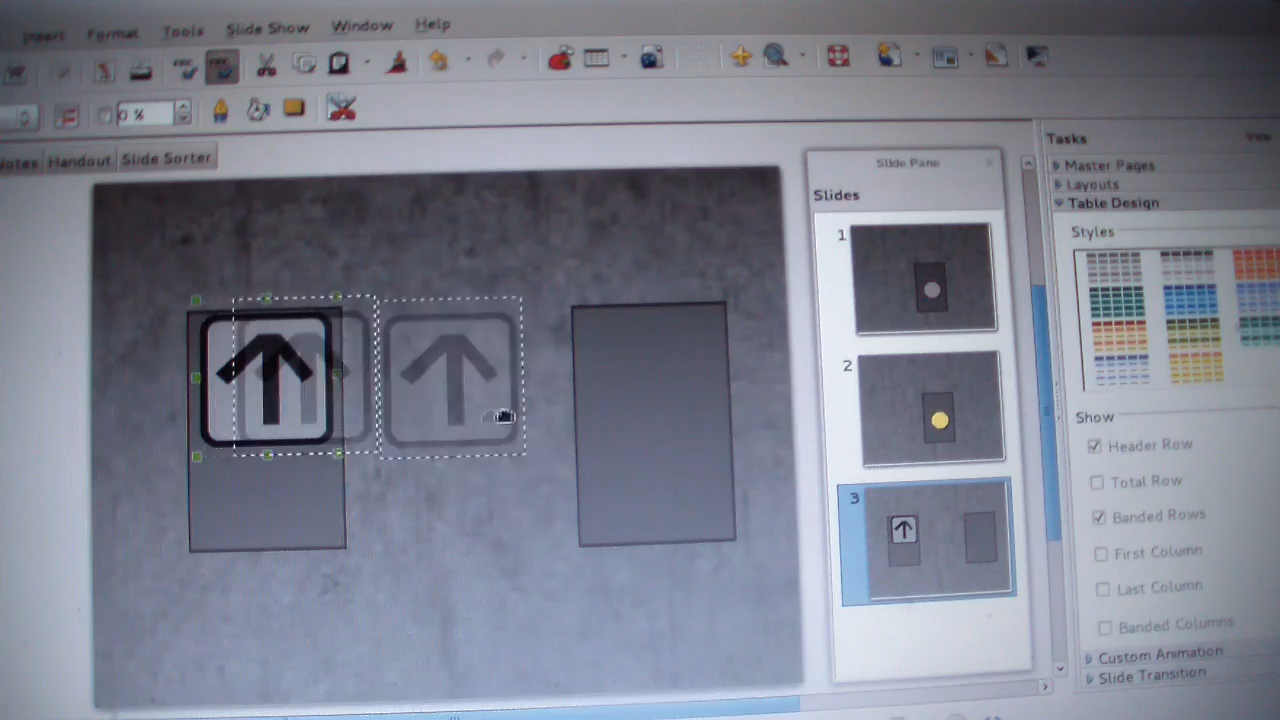 Insert Format Tools Slide Show Window Help
0 %
Notes Handout Slide Sorter
Slide Pane
Slides
1
2
3
Tasks View
Master Pages
Layouts
Table Design
Styles
Show
Header Row
Total Row
Banded Rows
First Column
Last Column
Banded Columns
Custom Animation
Slide Transition